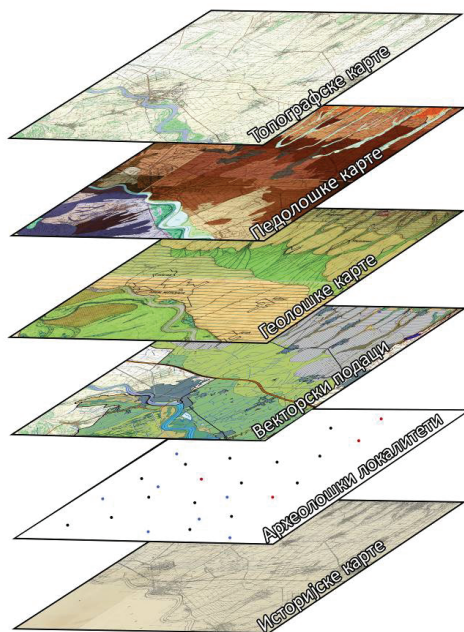 Топографске карте
Педолошке карте
Геолошке карте
Векторски подаци
Археолошки локалитети
Историјске карте